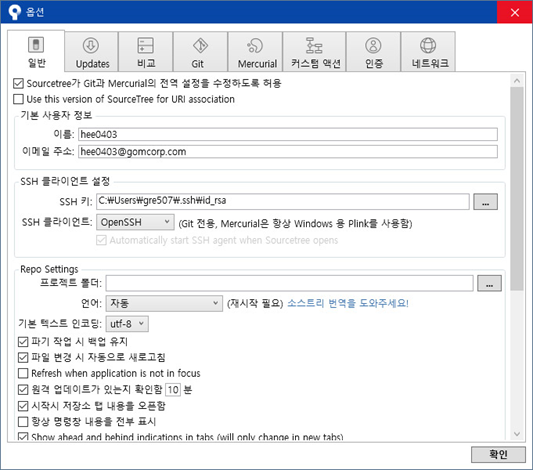 옵션
일반 Updates 비교 Git Mercurial 커스텀 액션 인증 네트워크
Sourcetree가 Git과 Mercurial의 전역 설정을 수정하도록 허용
Use this version of SourceTree for URI association
기본 사용자 정보
이름: hee0403
이메일 주소: hee0403@gomcorp.com
SSH 클라이언트 설정
SSH 키: C:₩Users₩gre507₩.ssh₩id_rsa ...
SSH 클라이언트: OpenSSH (Git 전용, Mercurial은 항상 Windows 용 Plink를 사용함)
Automatically start SSH agent when Sourcetree opens
Repo Settings
프로젝트 폴더: ...
언어: 자동 (재시작 필요) 소스트리 번역을 도와주세요!
기본 텍스트 인코딩: utf-8
파기 작업 시 백업 유지
파일 변경 시 자동으로 새로고침
Refresh when application is not in focus
원격 업데이트가 있는지 확인함 10 분
시작시 저장소 탭 내용을 오픈함
항상 명령창 내용을 전부 표시
Show ahead and behind indications in tabs (will only change in new tabs)
확인